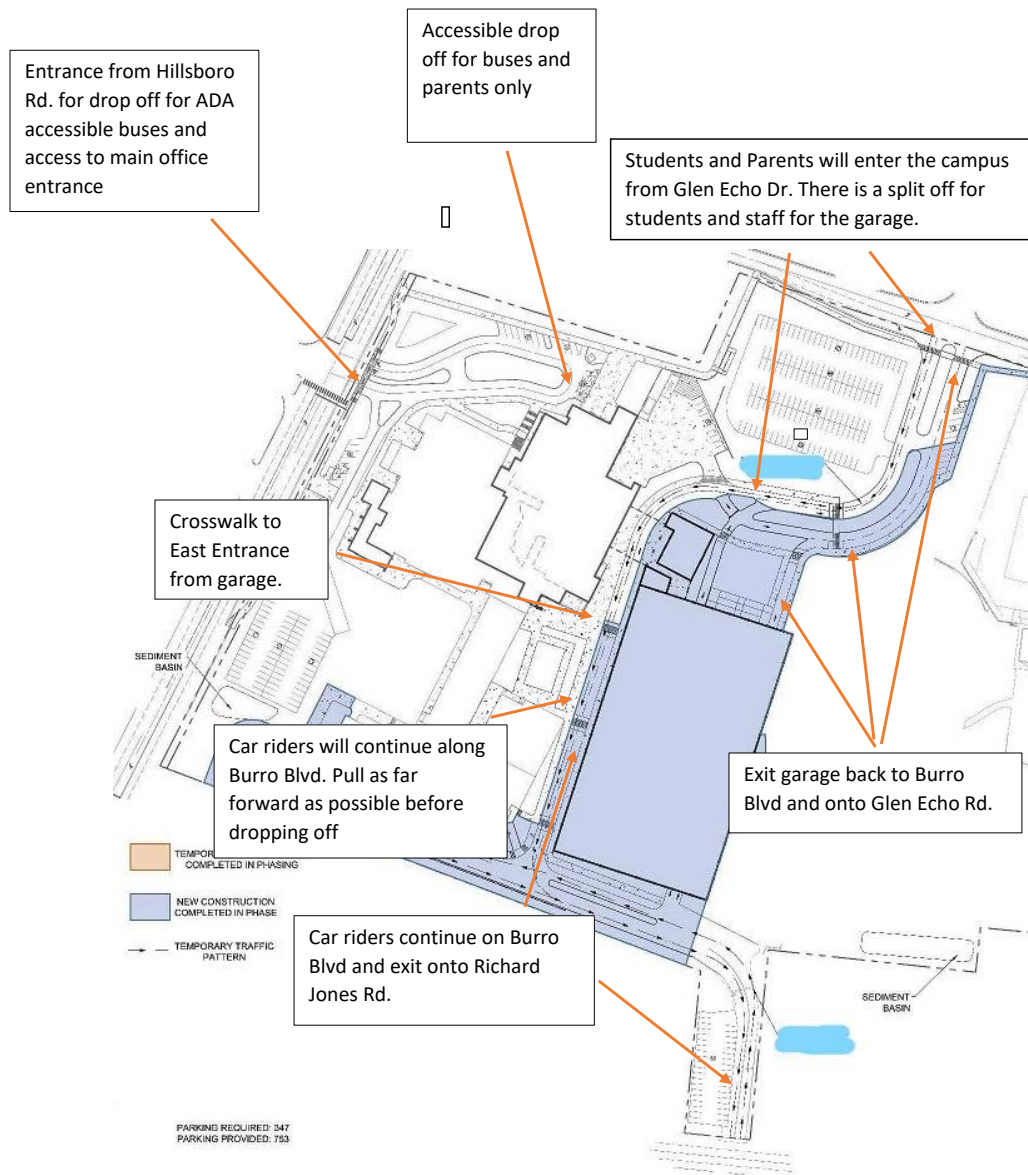 Accessible drop
off for buses and
parents only
Entrance from Hillsboro
Rd. for drop off for ADA
accessible buses and
access to main office
entrance
Students and Parents will enter the campus
from Glen Echo Dr. There is a split off for
students and staff for the garage.
Crosswalk to
East Entrance
from garage.
SEDIMENT
BASIN
Car riders will continue along
Burro Blvd. Pull as far
forward as possible before
dropping off
Exit garage back to Burro
Blvd and onto Glen Echo Rd.
TEMPOR
COMPLETED IN PHASING
NEW CONSTRUCTION
COMPLETED IN PHASE
TEMPORARY TRAFFIC
PATTERN
Car riders continue on Burro
Blvd and exit onto Richard
Jones Rd.
SEDIMENT
BASIN
PARKING REQUIRED: 347
PARKING PROVIDED: 753